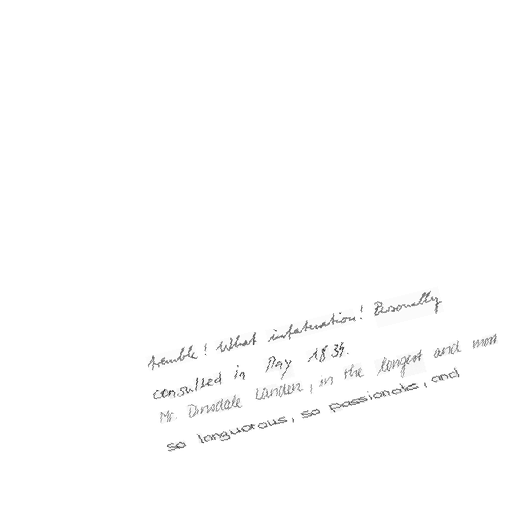 tremble! What infatuation! Personally
consulted in May 1834.
Mr. Dinsdale Landen, in the longest and most
so languorous, so passionate, and